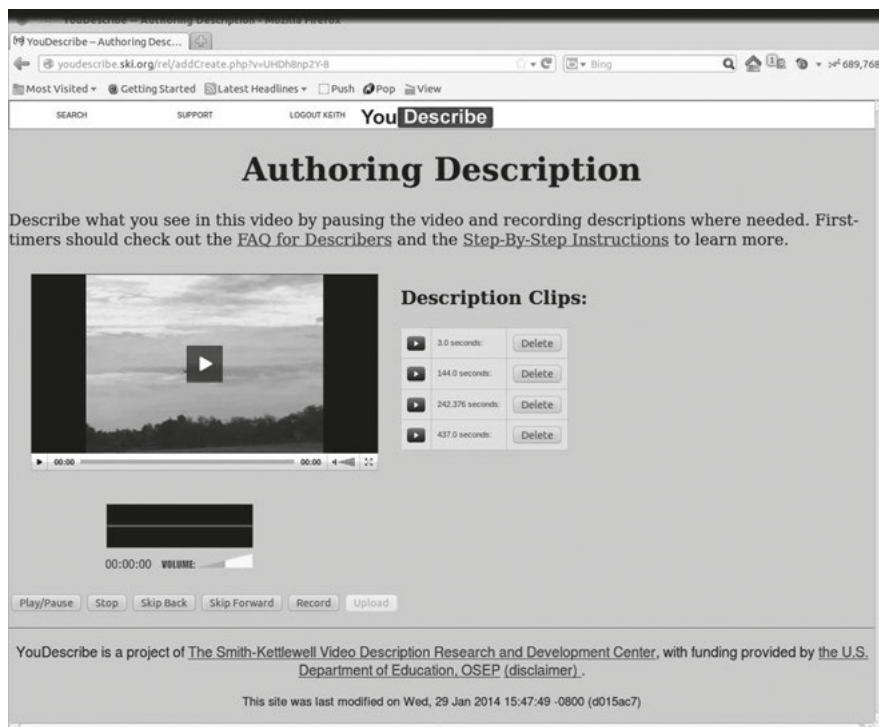 YouDescribe – Authoring Description - Mozilla Firefox
YouDescribe – Authoring Desc...
youdescribe.ski.org/rel/addCreate.php?v=UHDh8np2Y-8 Bing 689,768
Most Visited Getting Started Latest Headlines Push Pop View
SEARCH SUPPORT LOGOUT KEITH You Describe
Authoring Description
Describe what you see in this video by pausing the video and recording descriptions where needed. First-
timers should check out the FAQ for Describers and the Step-By-Step Instructions to learn more.
Description Clips:
3.0 seconds: Delete
144.0 seconds: Delete
242.376 seconds: Delete
437.0 seconds: Delete
00:00 00:00
00:00:00 VOLUME:
Play/Pause Stop Skip Back Skip Forward Record Upload
YouDescribe is a project of The Smith-Kettlewell Video Description Research and Development Center, with funding provided by the U.S.
Department of Education, OSEP (disclaimer) .
This site was last modified on Wed, 29 Jan 2014 15:47:49 -0800 (d015ac7)